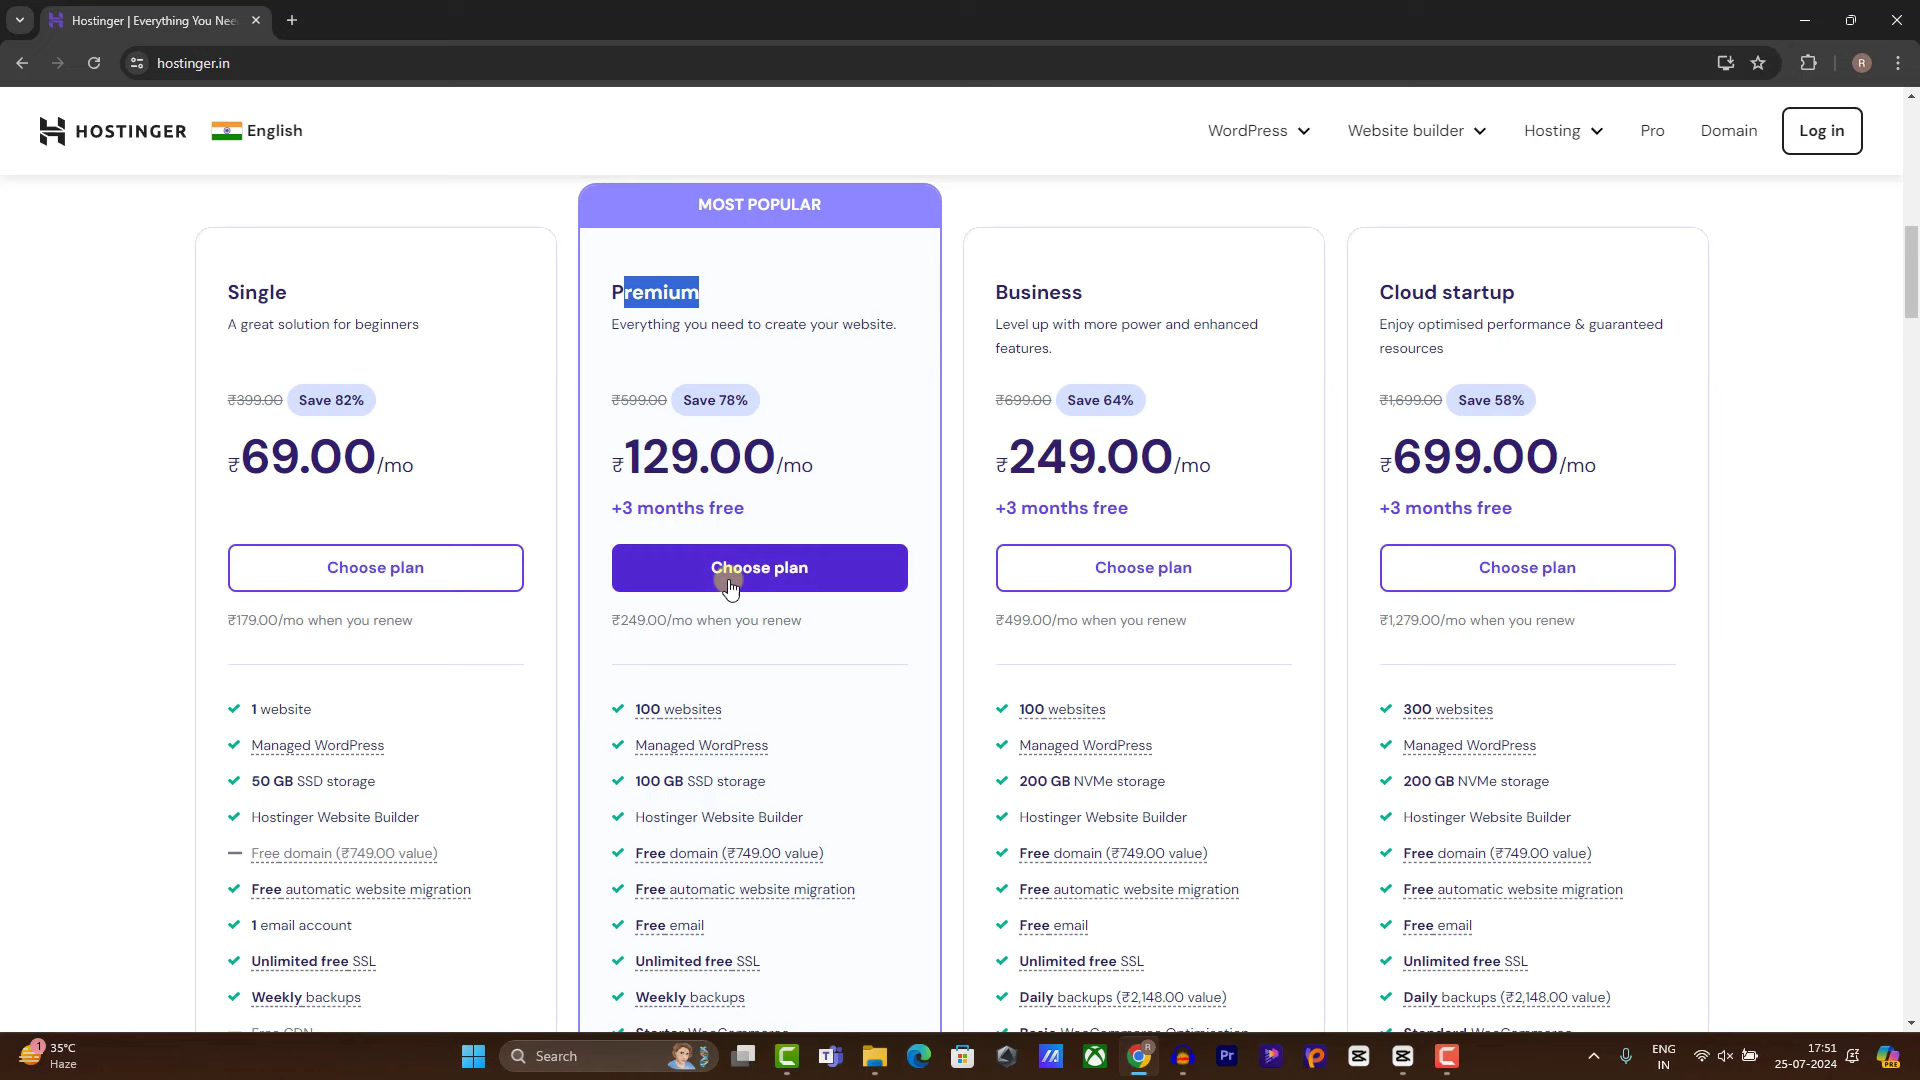 Hostinger | Everything You Nee
hostinger.in
R
HOSTINGER
English
WordPress
Website builder
Hosting
Pro
Domain
Log in
MOST POPULAR
Single
A great solution for beginners
₹399.00 Save 82%
₹69.00/mo
Choose plan
₹179.00/mo when you renew
1 website
Managed WordPress
50 GB SSD storage
Hostinger Website Builder
Free domain (₹749.00 value)
Free automatic website migration
1 email account
Unlimited free SSL
Weekly backups
Free CDN
Premium
Everything you need to create your website.
₹599.00 Save 78%
₹129.00/mo
+3 months free
Choose plan
₹249.00/mo when you renew
100 websites
Managed WordPress
100 GB SSD storage
Hostinger Website Builder
Free domain (₹749.00 value)
Free automatic website migration
Free email
Unlimited free SSL
Weekly backups
Starter WooCommerce
Business
Level up with more power and enhanced
features.
₹699.00 Save 64%
₹249.00/mo
+3 months free
Choose plan
₹499.00/mo when you renew
100 websites
Managed WordPress
200 GB NVMe storage
Hostinger Website Builder
Free domain (₹749.00 value)
Free automatic website migration
Free email
Unlimited free SSL
Daily backups (₹2,148.00 value)
Basic WooCommerce Optimisation
Cloud startup
Enjoy optimised performance & guaranteed
resources
₹1,699.00 Save 58%
₹699.00/mo
+3 months free
Choose plan
₹1,279.00/mo when you renew
300 websites
Managed WordPress
200 GB NVMe storage
Hostinger Website Builder
Free domain (₹749.00 value)
Free automatic website migration
Free email
Unlimited free SSL
Daily backups (₹2,148.00 value)
Standard WooCommerce
1
35°C
Haze
Search
Pr
R
ENG
IN
17:51
25-07-2024
PRE